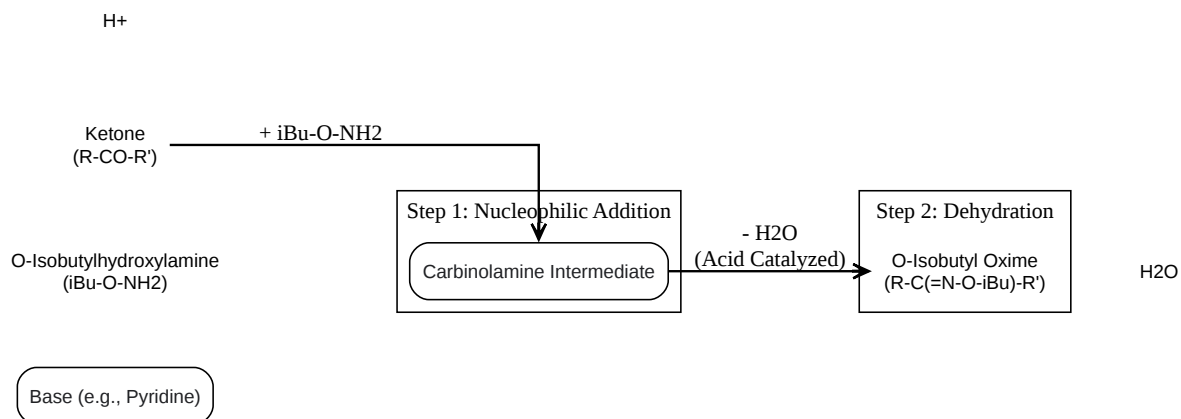 H+
Ketone
(R-CO-R')
+ iBu-O-NH2
Step 1: Nucleophilic Addition
Carbinolamine Intermediate
- H2O
(Acid Catalyzed)
Step 2: Dehydration
O-Isobutyl Oxime
(R-C(=N-O-iBu)-R')
O-Isobutylhydroxylamine
(iBu-O-NH2)
H2O
Base (e.g., Pyridine)